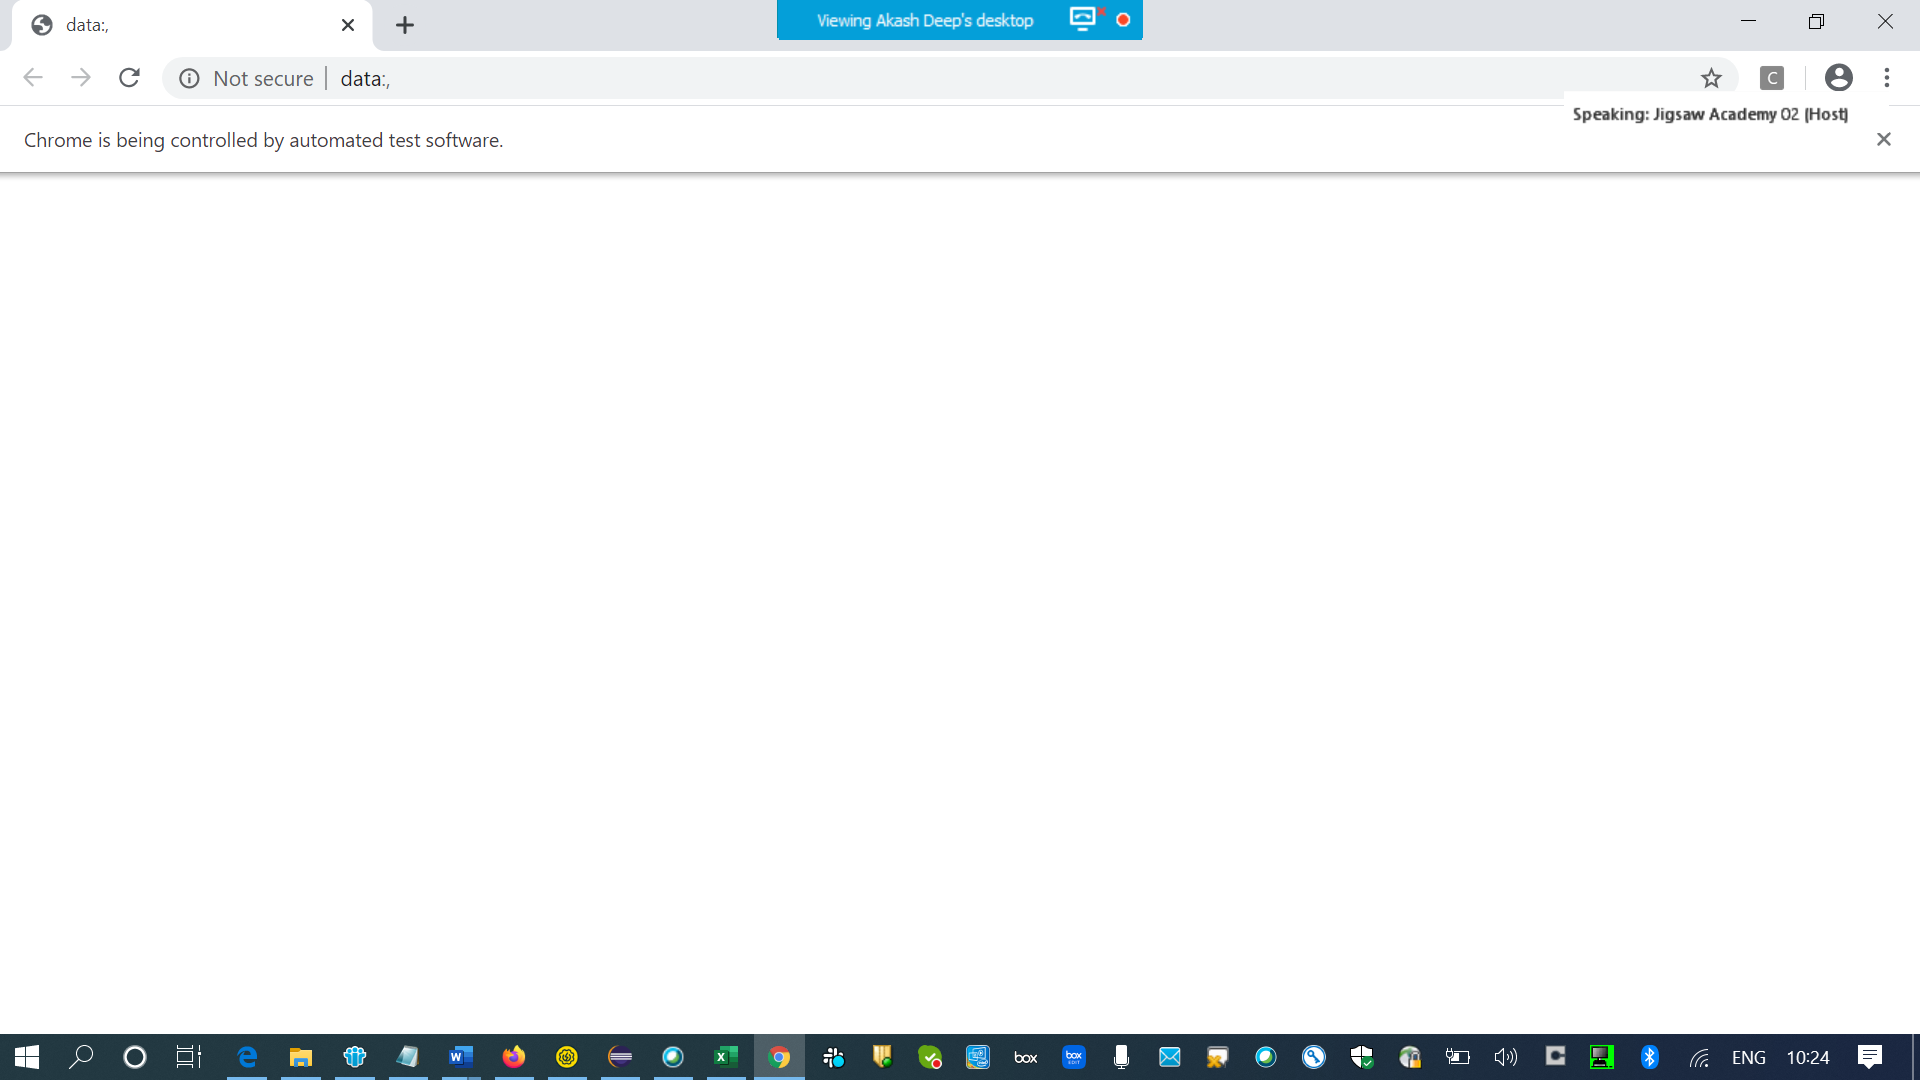 data:,
Viewing Akash Deep's desktop
Not secure data:,
C
Speaking: Jigsaw Academy 02 (Host)
Chrome is being controlled by automated test software.
box
box
ENG 10:24